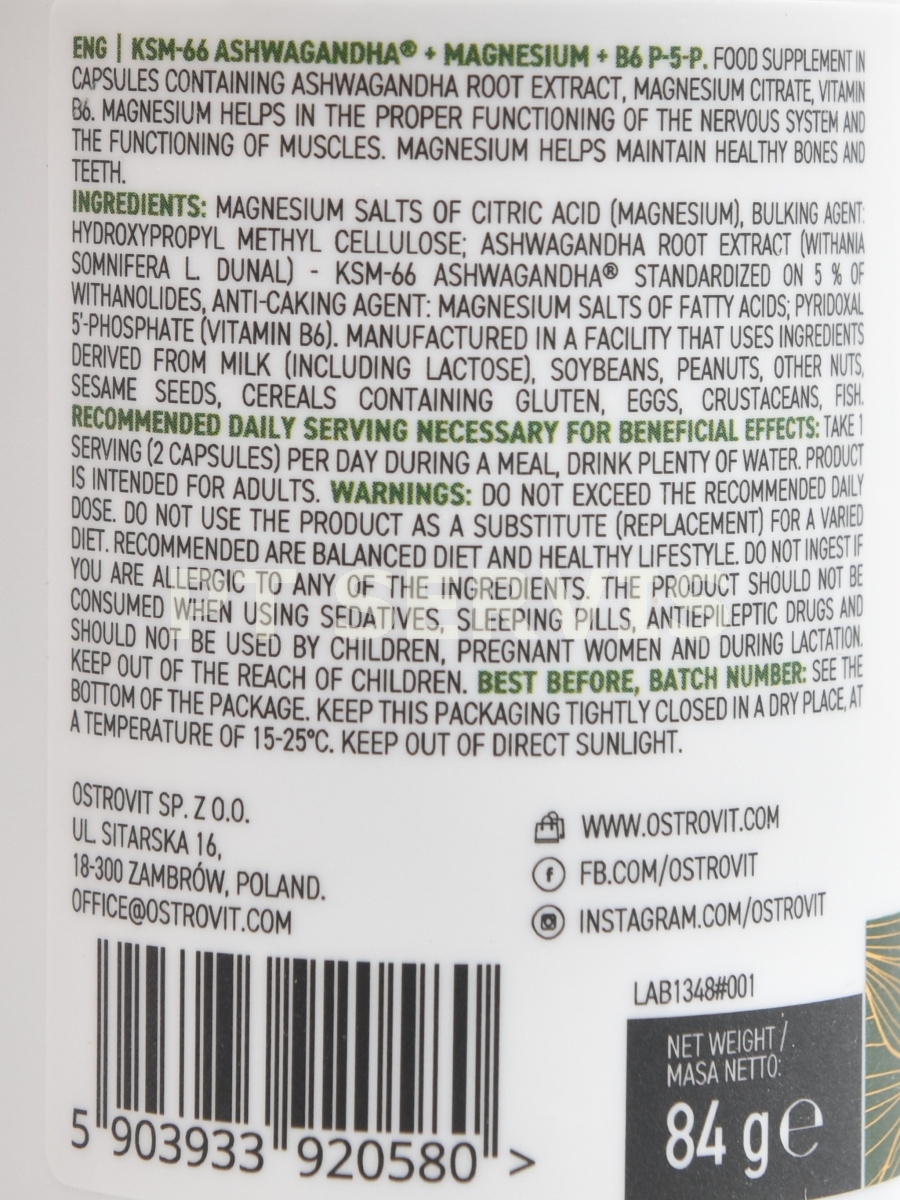 ENG | KSM-66 ASHWAGANDHA® + MAGNESIUM + B6 P-5-P. FOOD SUPPLEMENT IN
CAPSULES CONTAINING ASHWAGANDHA ROOT EXTRACT, MAGNESIUM CITRATE, VITAMIN
B6. MAGNESIUM HELPS IN THE PROPER FUNCTIONING OF THE NERVOUS SYSTEM AND
THE FUNCTIONING OF MUSCLES. MAGNESIUM HELPS MAINTAIN HEALTHY BONES AND
TEETH.
INGREDIENTS: MAGNESIUM SALTS OF CITRIC ACID (MAGNESIUM), BULKING AGENT:
HYDROXYPROPYL METHYL CELLULOSE; ASHWAGANDHA ROOT EXTRACT (WITHANIA
SOMNIFERA L. DUNAL) - KSM-66 ASHWAGANDHA® STANDARDIZED ON 5 % OF
WITHANOLIDES, ANTI-CAKING AGENT: MAGNESIUM SALTS OF FATTY ACIDS; PYRIDOXAL
5'-PHOSPHATE (VITAMIN B6). MANUFACTURED IN A FACILITY THAT USES INGREDIENTS
DERIVED FROM MILK (INCLUDING LACTOSE), SOYBEANS, PEANUTS, OTHER NUTS,
SESAME SEEDS, CEREALS CONTAINING GLUTEN, EGGS, CRUSTACEANS, FISH.
RECOMMENDED DAILY SERVING NECESSARY FOR BENEFICIAL EFFECTS: TAKE 1
SERVING (2 CAPSULES) PER DAY DURING A MEAL, DRINK PLENTY OF WATER. PRODUCT
IS INTENDED FOR ADULTS. WARNINGS: DO NOT EXCEED THE RECOMMENDED DAILY
DOSE. DO NOT USE THE PRODUCT AS A SUBSTITUTE (REPLACEMENT) FOR A VARIED
DIET. RECOMMENDED ARE BALANCED DIET AND HEALTHY LIFESTYLE. DO NOT INGEST IF
YOU ARE ALLERGIC TO ANY OF THE INGREDIENTS. THE PRODUCT SHOULD NOT BE
CONSUMED WHEN USING SEDATIVES, SLEEPING PILLS, ANTIEPILEPTIC DRUGS AND
SHOULD NOT BE USED BY CHILDREN, PREGNANT WOMEN AND DURING LACTATION.
KEEP OUT OF THE REACH OF CHILDREN. BEST BEFORE, BATCH NUMBER: SEE THE
BOTTOM OF THE PACKAGE. KEEP THIS PACKAGING TIGHTLY CLOSED IN A DRY PLACE, AT
A TEMPERATURE OF 15-25°C. KEEP OUT OF DIRECT SUNLIGHT.
OSTROVIT SP. Z O.O.
UL. SITARSKA 16,
18-300 ZAMBRÓW, POLAND.
OFFICE@OSTROVIT.COM
WWW.OSTROVIT.COM
FB.COM/OSTROVIT
INSTAGRAM.COM/OSTROVIT
LAB1348#001
NET WEIGHT /
MASA NETTO:
84 g ℮
5 903933 920580 >